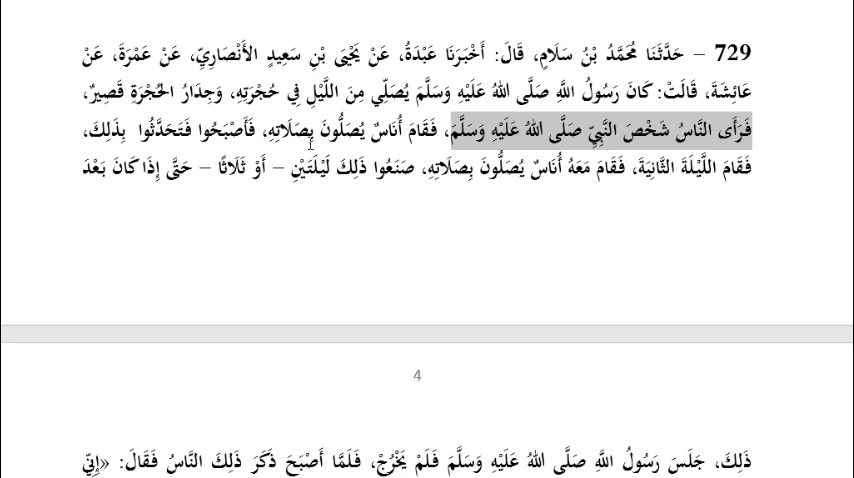 729 – حَدَّثَنَا مُحَمَّدُ بْنُ سَلَامٍ، قَالَ: أَخْبَرَنَا عَبْدَةُ، عَنْ يَحْيَى بْنِ سَعِيدٍ الأَنْصَارِيِّ، عَنْ عَمْرَةَ، عَنْ
عَائِشَةَ، قَالَتْ: كَانَ رَسُولُ اللَّهِ صَلَّى اللهُ عَلَيْهِ وَسَلَّمَ يُصَلِّي مِنَ اللَّيْلِ فِي حُجْرَتِهِ، وَجِدَارُ الحُجْرَةِ قَصِيرٌ،
فَرَأَى النَّاسُ شَخْصَ النَّبِيِّ صَلَّى اللهُ عَلَيْهِ وَسَلَّمَ، فَقَامَ أُنَاسٌ يُصَلُّونَ بِصَلَاتِهِ، فَأَصْبَحُوا فَتَحَدَّثُوا بِذَلِكَ،
فَقَامَ اللَّيْلَةَ الثَّانِيَةَ، فَقَامَ مَعَهُ أُنَاسٌ يُصَلُّونَ بِصَلَاتِهِ، صَنَعُوا ذَلِكَ لَيْلَتَيْنِ – أَوْ ثَلَاثًا – حَتَّى إِذَا كَانَ بَعْدَ
4
ذَلِكَ، جَلَسَ رَسُولُ اللَّهِ صَلَّى اللهُ عَلَيْهِ وَسَلَّمَ فَلَمْ يَخْرُجْ، فَلَمَّا أَصْبَحَ ذَكَرَ ذَلِكَ النَّاسُ فَقَالَ: «إِنِّي